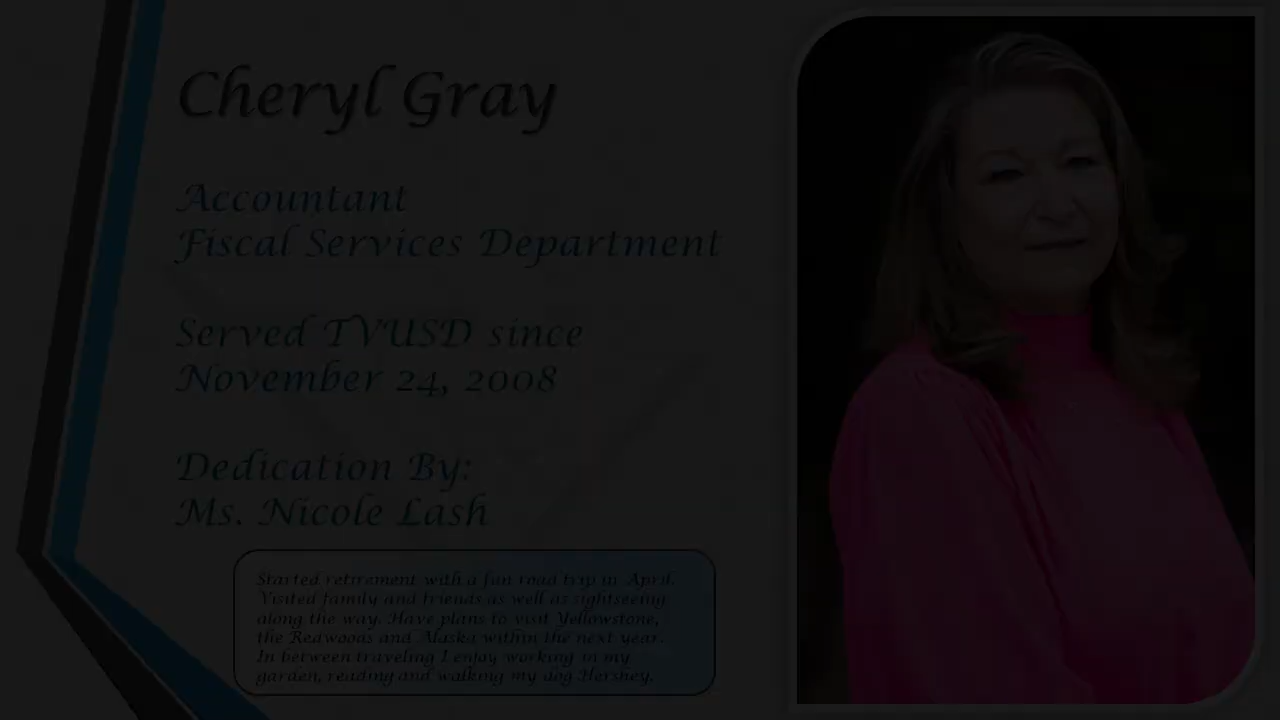 Cheryl Gray
Accountant
Fiscal Services Department
Served TVUSD since
November 24, 2008
Dedication By:
Ms. Nicole Lash
Started retirement with a fun road trip in April.
Visited family and friends as well as sightseeing
along the way. Have plans to visit Yellowstone,
the Redwoods and Alaska within the next year.
In between traveling I enjoy working in my
garden, reading and walking my dog Hershey.